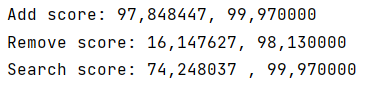 Add score: 97,848447, 99,970000
Remove score: 16,147627, 98,130000
Search score: 74,248037 , 99,970000